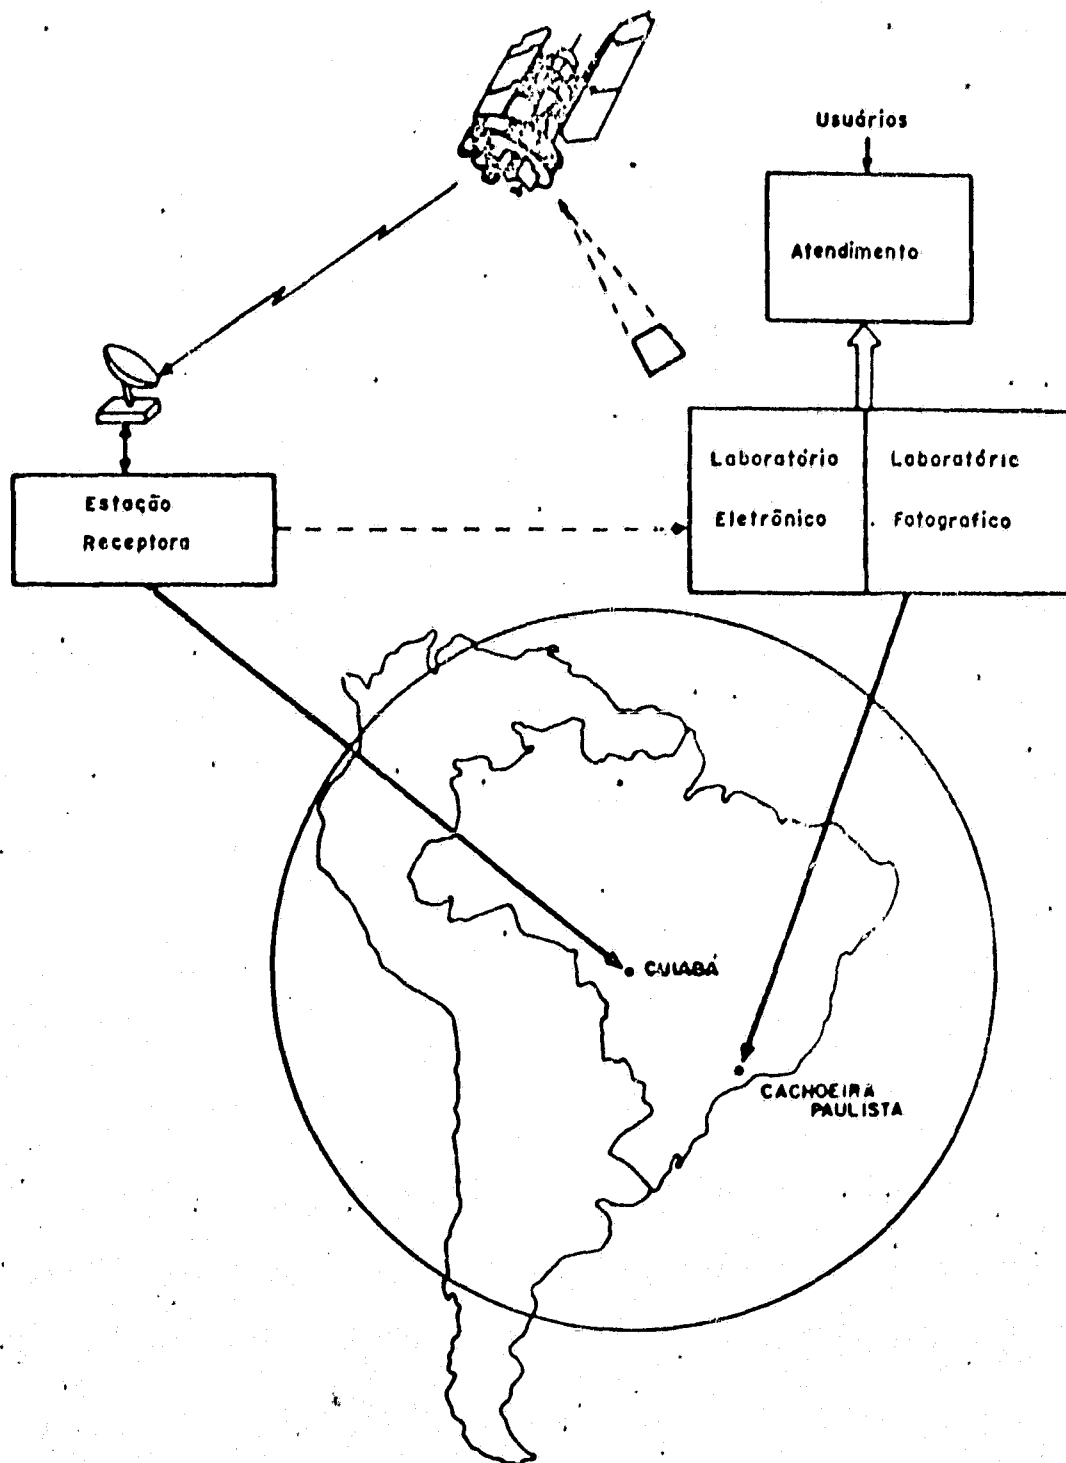 Usuários
Atendimento
Laboratório
Eletrônico
Laboratóric
Fotografico
Estação
Receptora
CUIABÁ
CACHOEIRA
PAULISTA